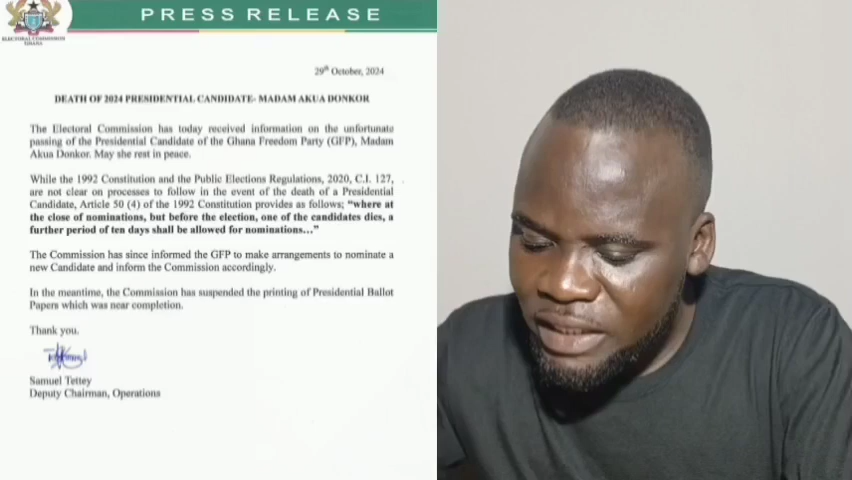 PRESS RELEASE
ELECTORAL COMMISSION
GHANA
29th October, 2024
DEATH OF 2024 PRESIDENTIAL CANDIDATE- MADAM AKUA DONKOR
The Electoral Commission has today received information on the unfortunate
passing of the Presidential Candidate of the Ghana Freedom Party (GFP), Madam
Akua Donkor. May she rest in peace.
While the 1992 Constitution and the Public Elections Regulations, 2020, C.I. 127,
are not clear on processes to follow in the event of the death of a Presidential
Candidate, Article 50 (4) of the 1992 Constitution provides as follows; "where at
the close of nominations, but before the election, one of the candidates dies, a
further period of ten days shall be allowed for nominations..."
The Commission has since informed the GFP to make arrangements to nominate a
new Candidate and inform the Commission accordingly.
In the meantime, the Commission has suspended the printing of Presidential Ballot
Papers which was near completion.
Thank you.
Samuel Tettey
Deputy Chairman, Operations